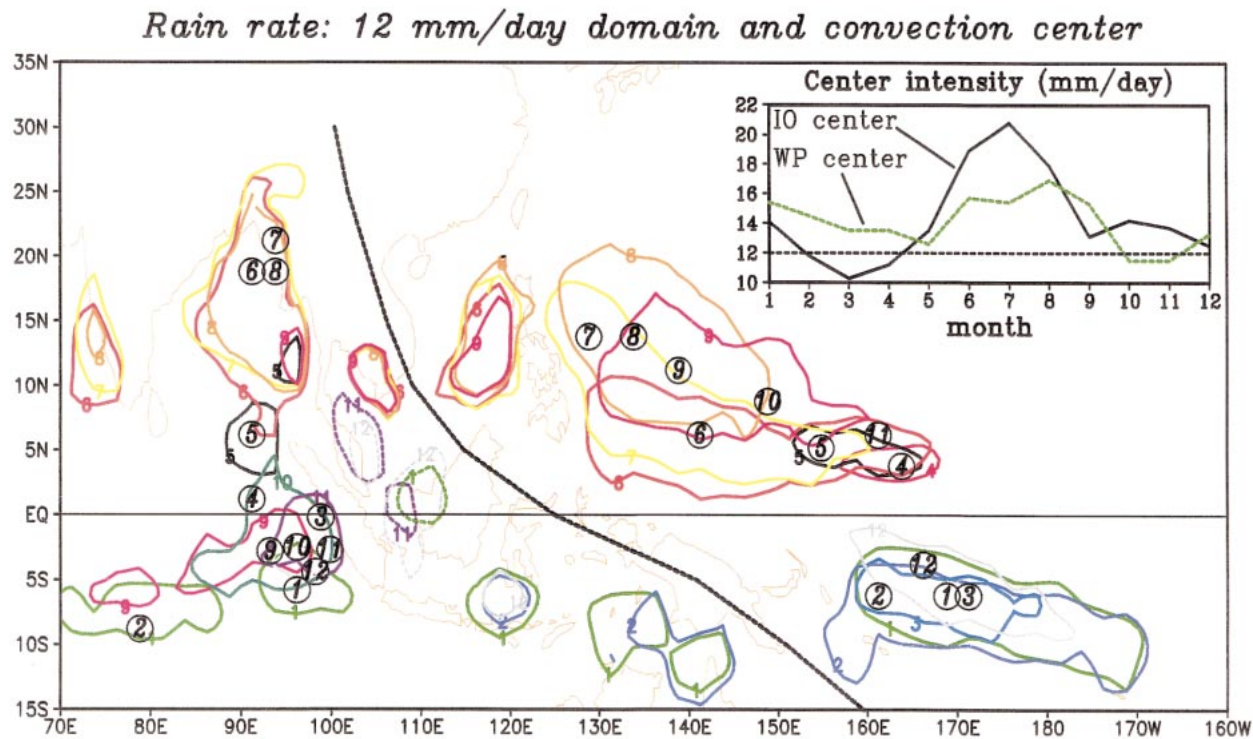 Rain rate: 12 mm/day domain and convection center
35N
30N
25N
20N
15N
10N
5N
EQ
5S
10S
15S
70E 80E 90E 100E 110E 120E 130E 140E 150E 160E 170E 180 170W 160W
Center intensity (mm/day)
22
20
18
16
14
12
10
IO center
WP center
1 2 3 4 5 6 7 8 9 10 11 12
month
7
6 8
5
4
3
9 10 11
12
1
2
7 8
9
10
6
5
11
4
12
2 1 3